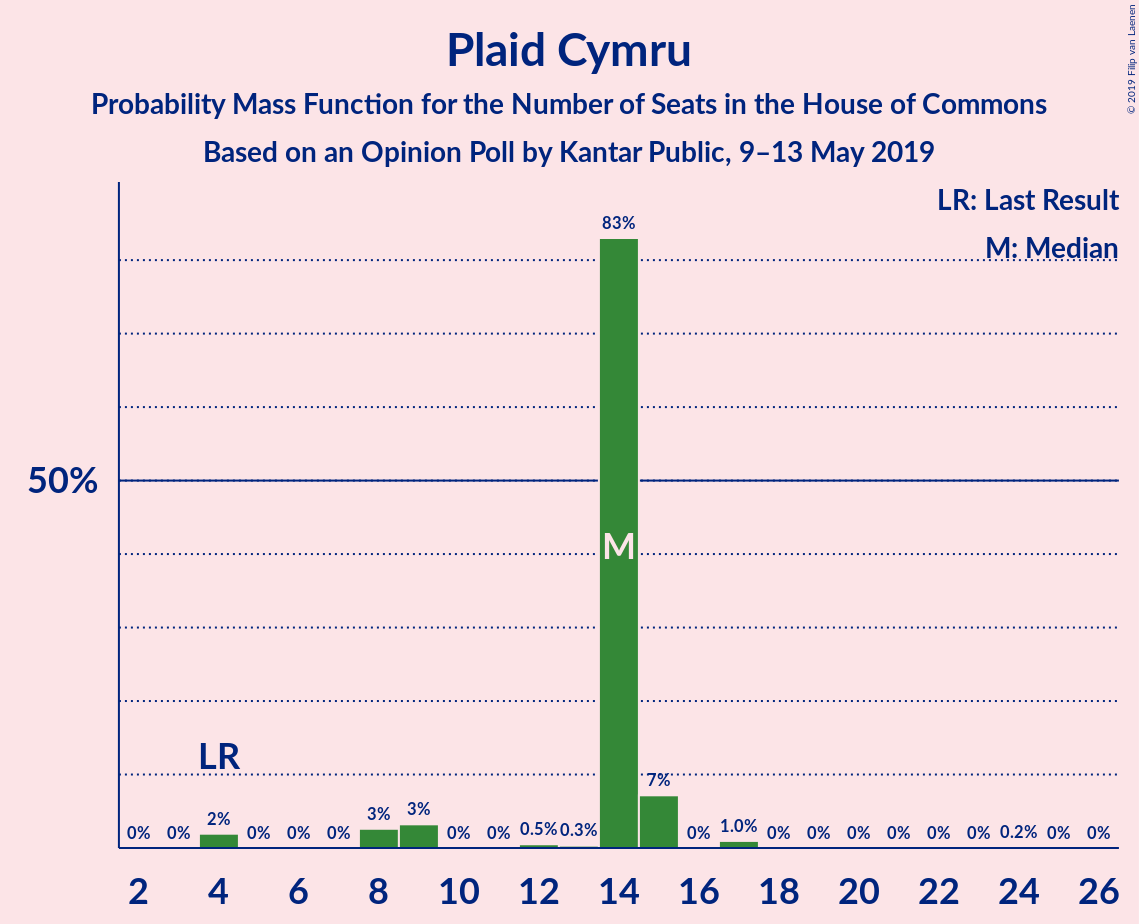 © 2019 Filip van Laenen
Plaid Cymru
Probability Mass Function for the Number of Seats in the House of Commons
Based on an Opinion Poll by Kantar Public, 9–13 May 2019
LR: Last Result
M: Median
50%
83%
M
LR
7%
0% 0% 2% 0% 0% 0% 3% 3% 0% 0% 0.5% 0.3% 0% 1.0% 0% 0% 0% 0% 0% 0% 0.2% 0% 0%
2 4 6 8 10 12 14 16 18 20 22 24 26